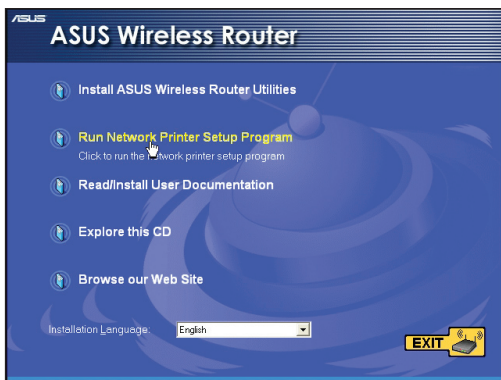 ASUS
ASUS Wireless Router
Install ASUS Wireless Router Utilities
Run Network Printer Setup Program
Click to run the network printer setup program
Read/Install User Documentation
Explore this CD
Browse our Web Site
Installation Language: English
EXIT